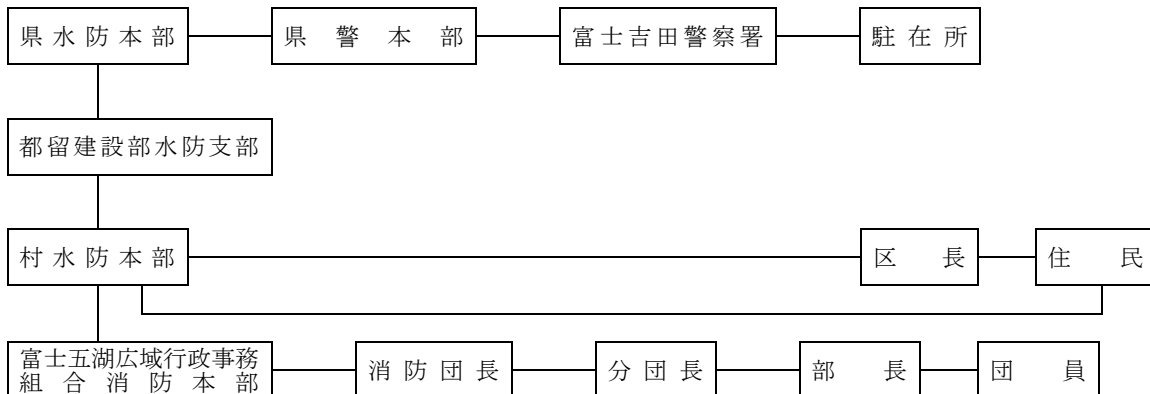 県水防本部
県警本部
富士吉田警察署
駐在所
都留建設部水防支部
村水防本部
区長
住民
富士五湖広域行政事務
組合消防本部
消防団長
分団長
部長
団員